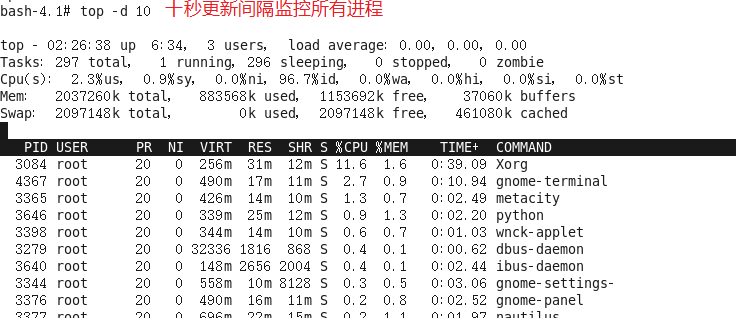 bash-4.1# top -d 10 十秒更新间隔监控所有进程
top - 02:26:38 up 6:34, 3 users, load average: 0.00, 0.00, 0.00
Tasks: 297 total, 1 running, 296 sleeping, 0 stopped, 0 zombie
Cpu(s): 2.3%us, 0.9%sy, 0.0%ni, 96.7%id, 0.0%wa, 0.0%hi, 0.0%si, 0.0%st
Mem: 2037260k total, 883568k used, 1153692k free, 37060k buffers
Swap: 2097148k total, 0k used, 2097148k free, 461080k cached
PID USER PR NI VIRT RES SHR S %CPU %MEM TIME+ COMMAND
3084 root 20 0 256m 31m 12m S 11.6 1.6 0:39.09 Xorg
4367 root 20 0 490m 17m 11m S 2.7 0.9 0:10.94 gnome-terminal
3365 root 20 0 426m 14m 10m S 1.3 0.7 0:02.49 metacity
3646 root 20 0 339m 25m 12m S 0.9 1.3 0:02.20 python
3398 root 20 0 344m 14m 10m S 0.6 0.7 0:01.03 wnck-applet
3279 root 20 0 32336 1816 868 S 0.4 0.1 0:00.62 dbus-daemon
3640 root 20 0 148m 2656 2004 S 0.4 0.1 0:02.44 ibus-daemon
3344 root 20 0 558m 10m 8128 S 0.3 0.5 0:03.06 gnome-settings-
3376 root 20 0 490m 16m 11m S 0.2 0.8 0:02.52 gnome-panel
3377 root 20 0 696m 22m 15m S 0.2 1.1 0:01.97 nautilus